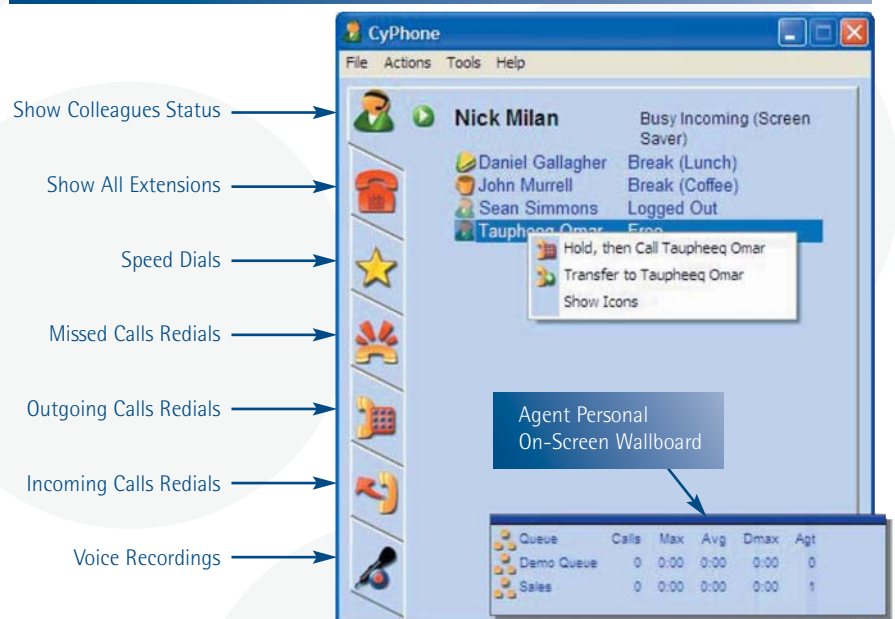 CyPhone
File Actions Tools Help
Show Colleagues Status
Nick Milan Busy Incoming (Screen
Saver)
Daniel Gallagher Break (Lunch)
Show All Extensions
John Murrell Break (Coffee)
Sean Simmons Logged Out
Taupheeq Omar Free
Hold, then Call Taupheeq Omar
Speed Dials
Transfer to Taupheeq Omar
Show Icons
Missed Calls Redials
Outgoing Calls Redials
Agent Personal
On-Screen Wallboard
Incoming Calls Redials
Queue Calls Max Avg Dmax Agt
Voice Recordings
Demo Queue 0 0:00 0:00 0:00 0
Sales 0 0:00 0:00 0:00 1